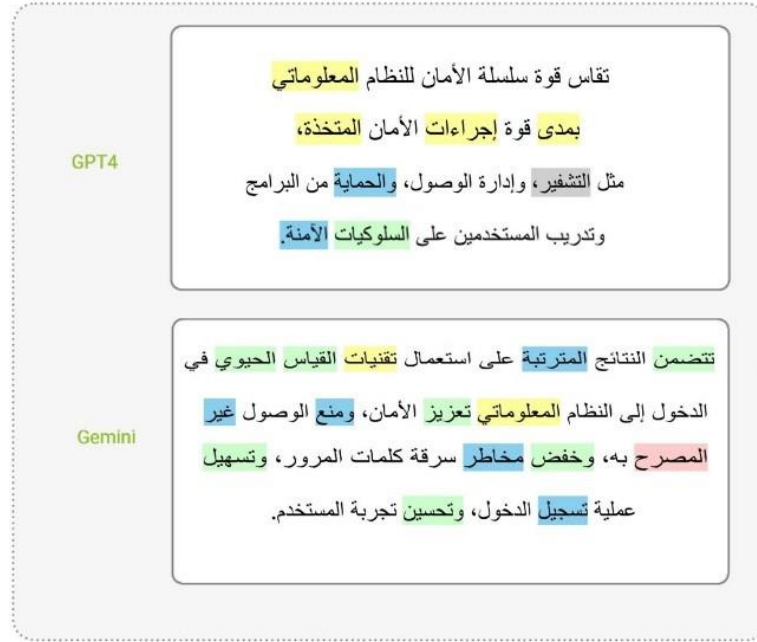 GPT4
تقاس قوة سلسلة الأمان للنظام المعلوماتي
بمدى قوة إجراءات الأمان المتخذة،
مثل التشفير، وإدارة الوصول، والحماية من البرامج
وتدريب المستخدمين على السلوكيات الآمنة.
Gemini
تتضمن النتائج المترتبة على استعمال تقنيات القياس الحيوي في
الدخول إلى النظام المعلوماتي تعزيز الأمان، ومنع الوصول غير
المصرح به، وخفض مخاطر سرقة كلمات المرور، وتسهيل
عملية تسجيل الدخول، وتحسين تجربة المستخدم.